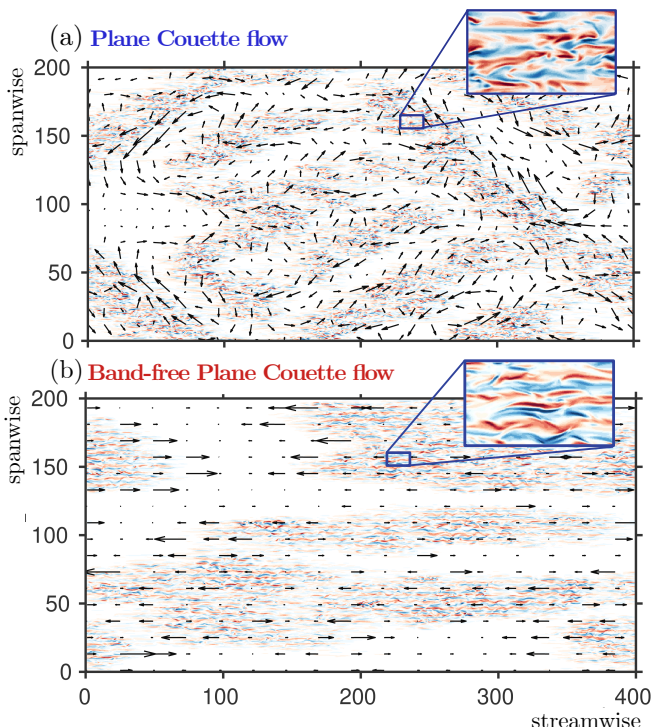 (a) Plane Couette flow
spanwise
200
150
100
50
0
(b) Band-free Plane Couette flow
spanwise
200
150
100
50
0
0 100 200 300 400
streamwise